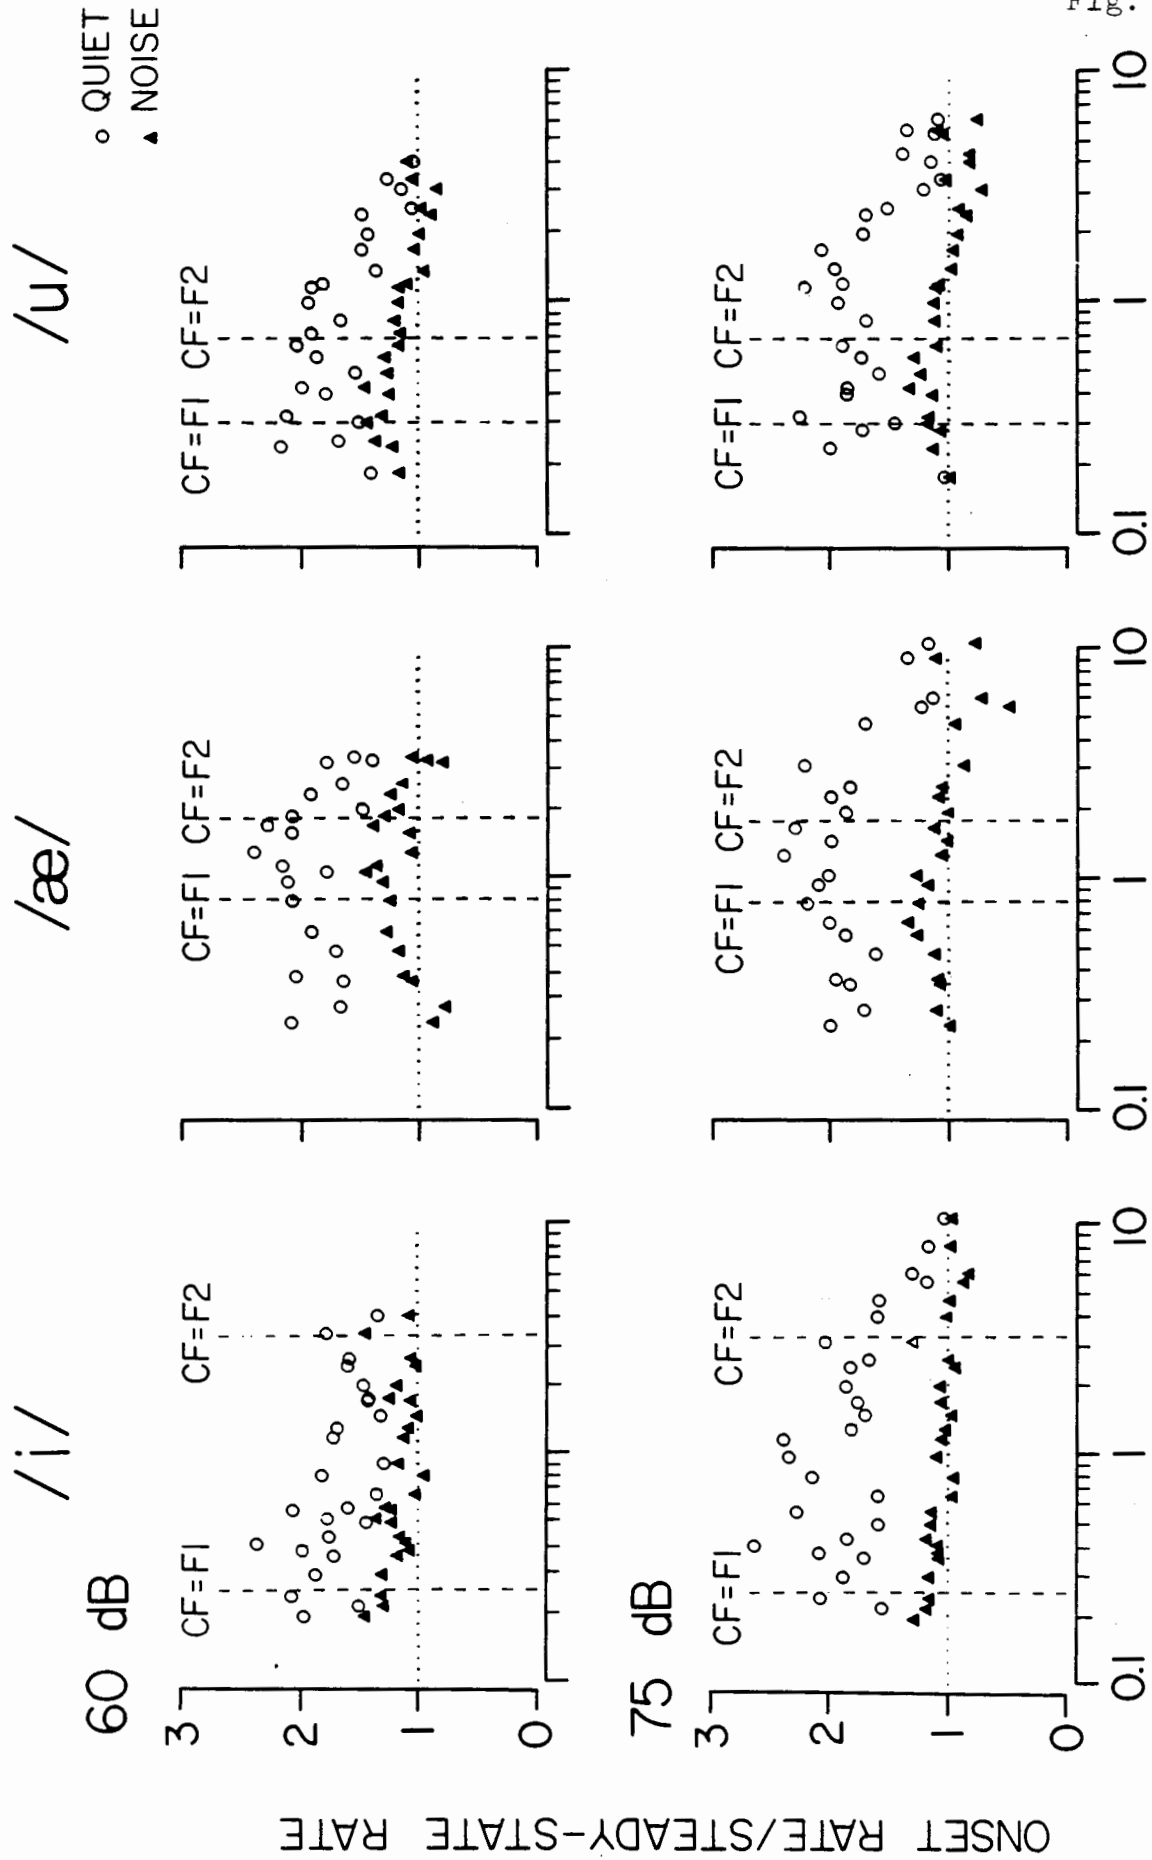 Fig.
/i/ /æ/ /u/
○ QUIET
▲ NOISE
60 dB
CF=F1 CF=F2
CF=F1 CF=F2
CF=F1 CF=F2
3
2
1
0
75 dB
CF=F1 CF=F2
CF=F1 CF=F2
CF=F1 CF=F2
3
2
1
0
0.1 1 10
0.1 1 10
0.1 1 10
ONSET RATE/STEADY-STATE RATE